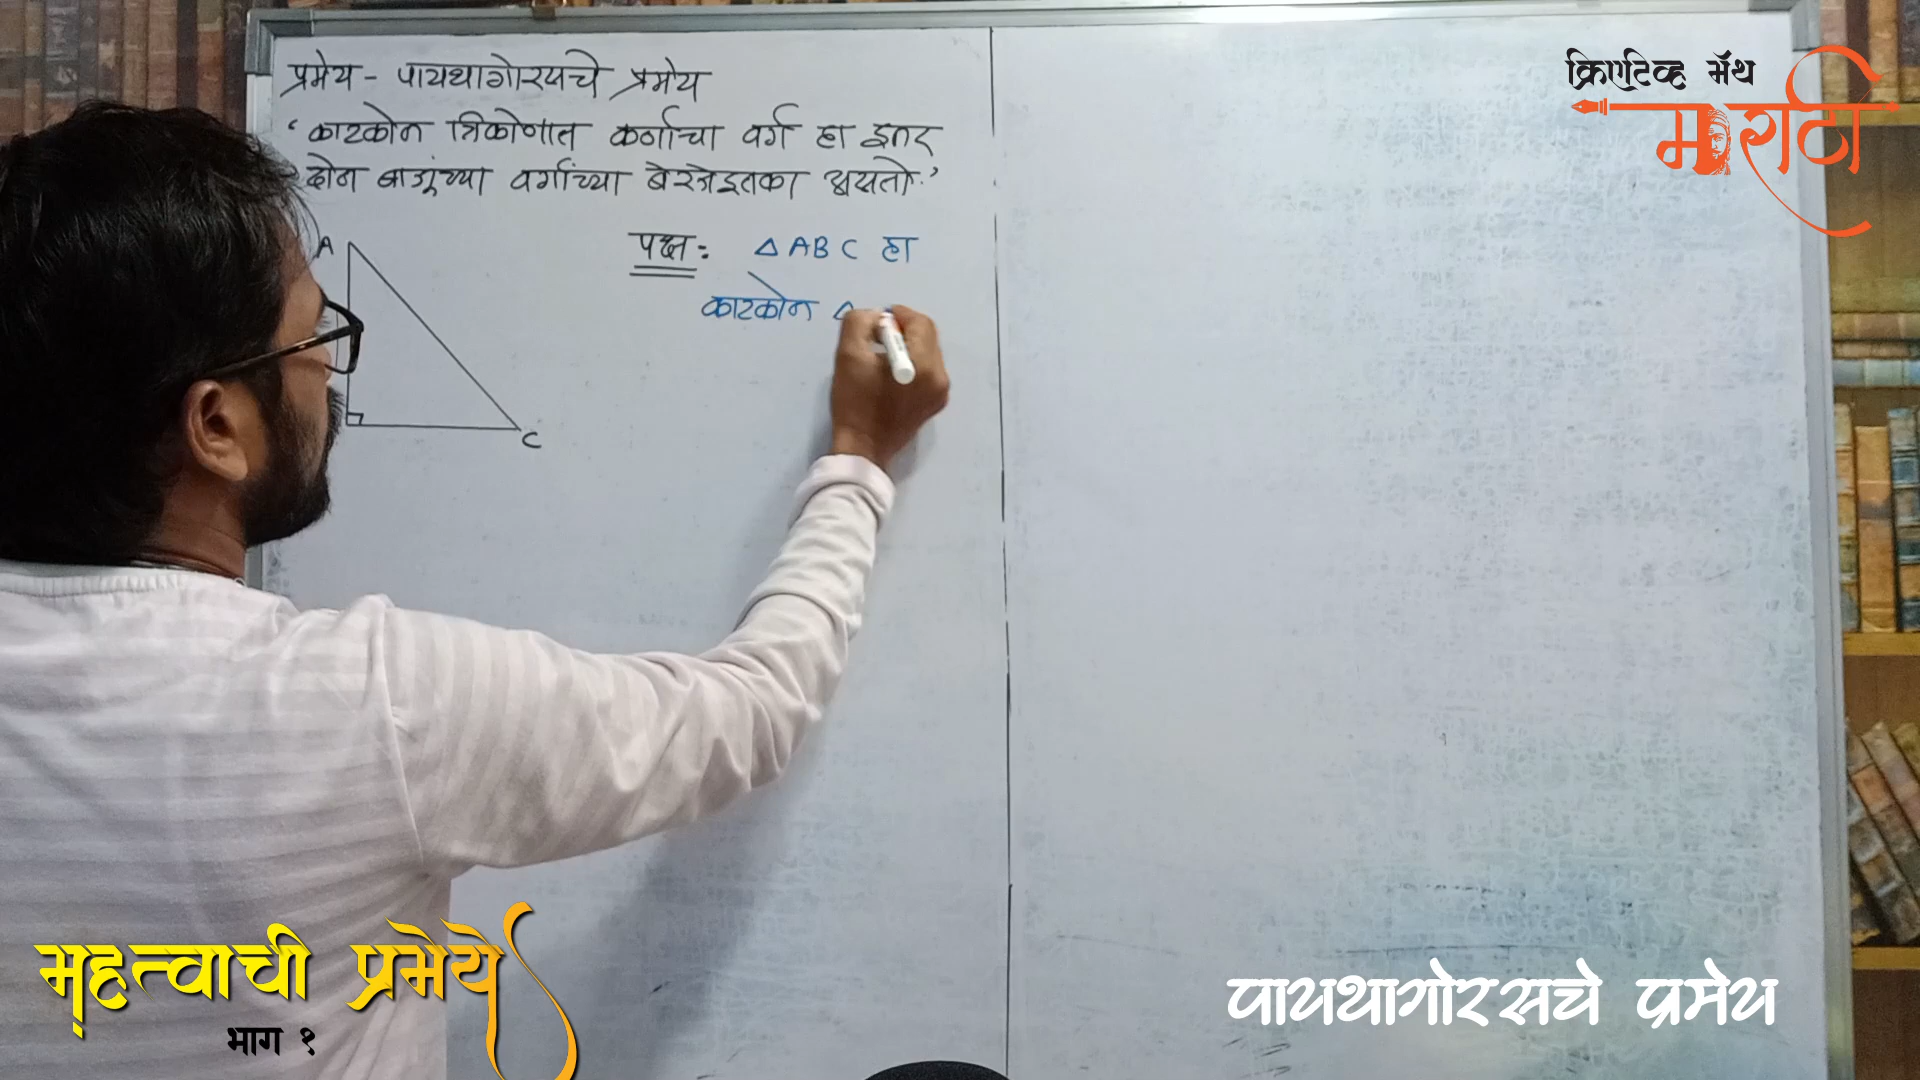 प्रमेय - पायथागोरसचे प्रमेय
‘काटकोन त्रिकोणात कर्णाचा वर्ग हा इतर
दोन बाजूंच्या वर्गांच्या बेरजेइतका असतो.’
A
C
पक्ष : △ABC हा
काटकोन △
क्रिएटिव्ह मॅथ
मराठी
महत्वाची प्रमेये
भाग १
पायथागोरसचे प्रमेय